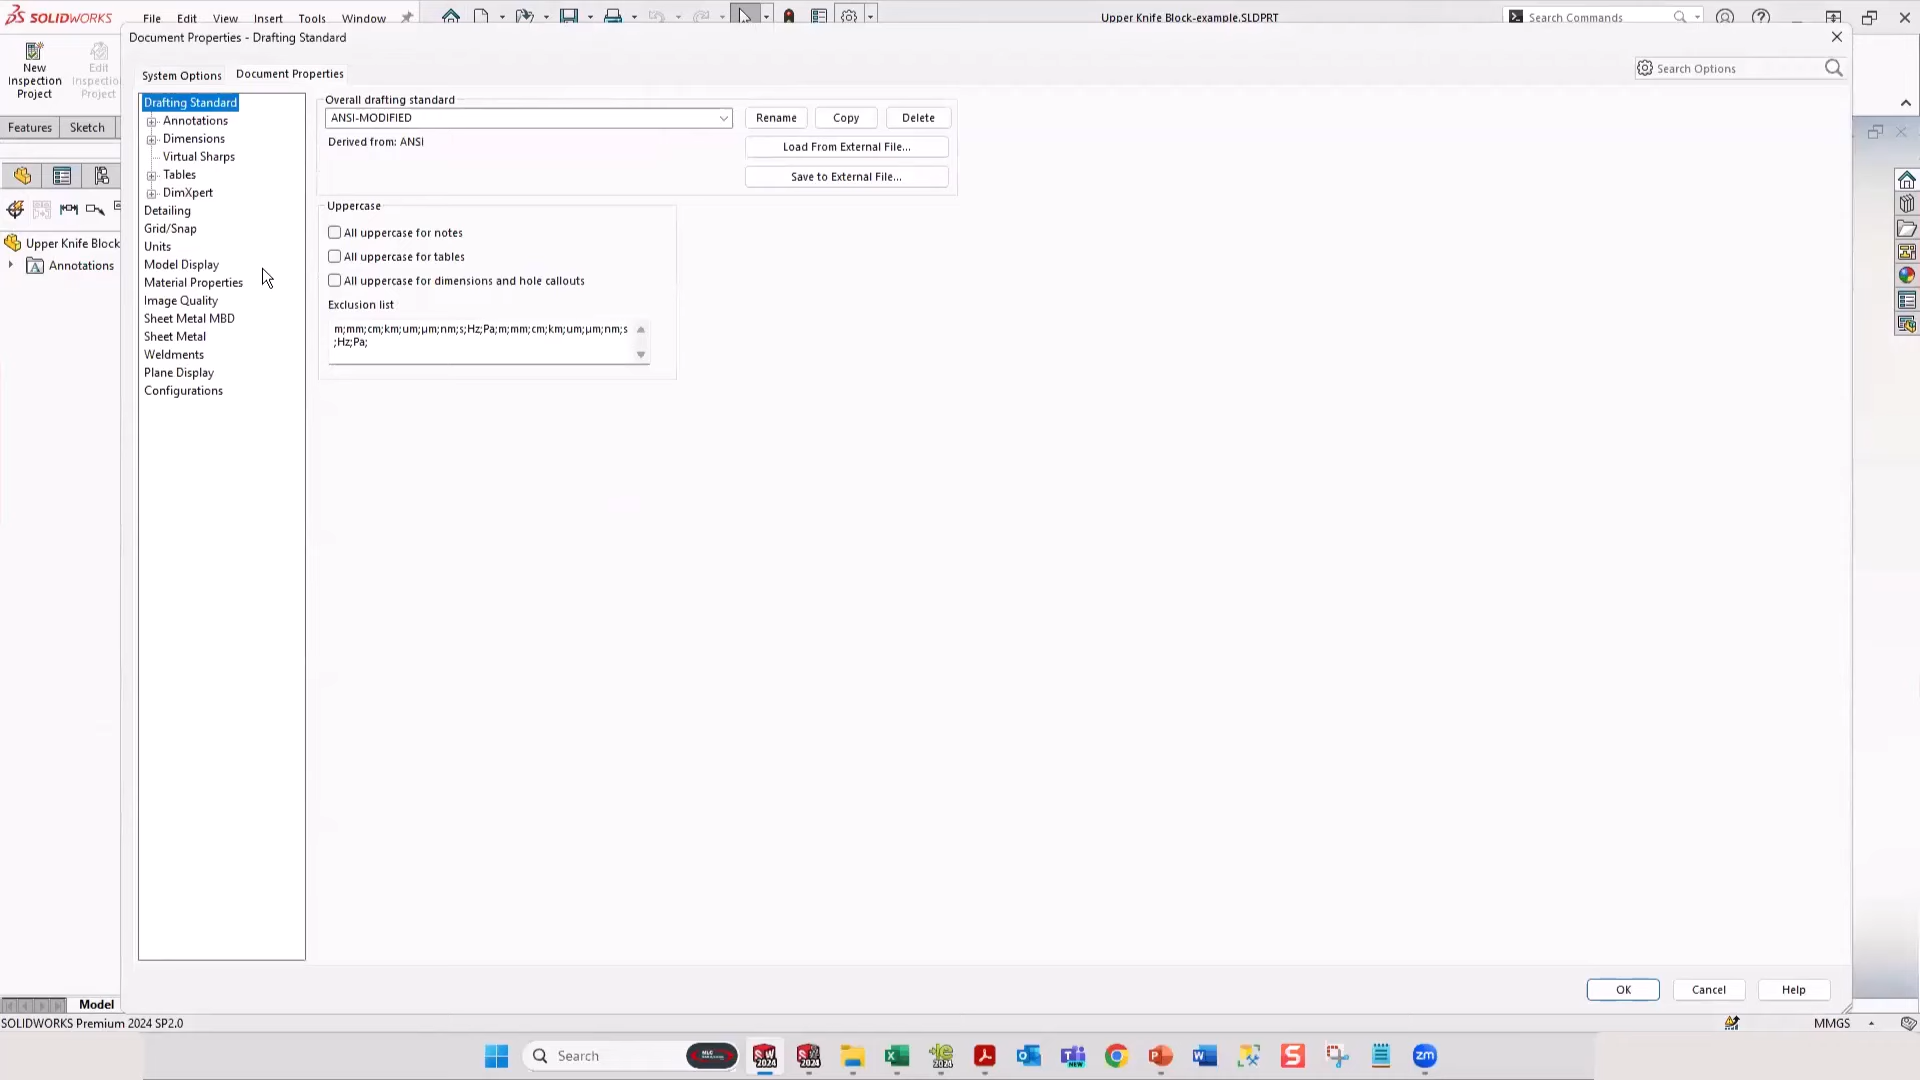 SOLIDWORKS File Edit View Insert Tools Window Upper Knife Block-example.SLDPRT Search Commands
Document Properties - Drafting Standard
New Inspection Project
Edit Inspectio Project
System Options Document Properties
Search Options
Features Sketch
Drafting Standard
Annotations
Dimensions
Virtual Sharps
Tables
DimXpert
Detailing
Grid/Snap
Units
Model Display
Material Properties
Image Quality
Sheet Metal MBD
Sheet Metal
Weldments
Plane Display
Configurations
Overall drafting standard
ANSI-MODIFIED
Rename Copy Delete
Derived from: ANSI
Load From External File...
Save to External File...
Uppercase
All uppercase for notes
All uppercase for tables
All uppercase for dimensions and hole callouts
Exclusion list
m;mm;cm;km;um;µm;nm;s;Hz;Pa;m;mm;cm;km;um;µm;nm;s
;Hz;Pa;
Upper Knife Block
Annotations
OK Cancel Help
Model
SOLIDWORKS Premium 2024 SP2.0
MMGS
Search